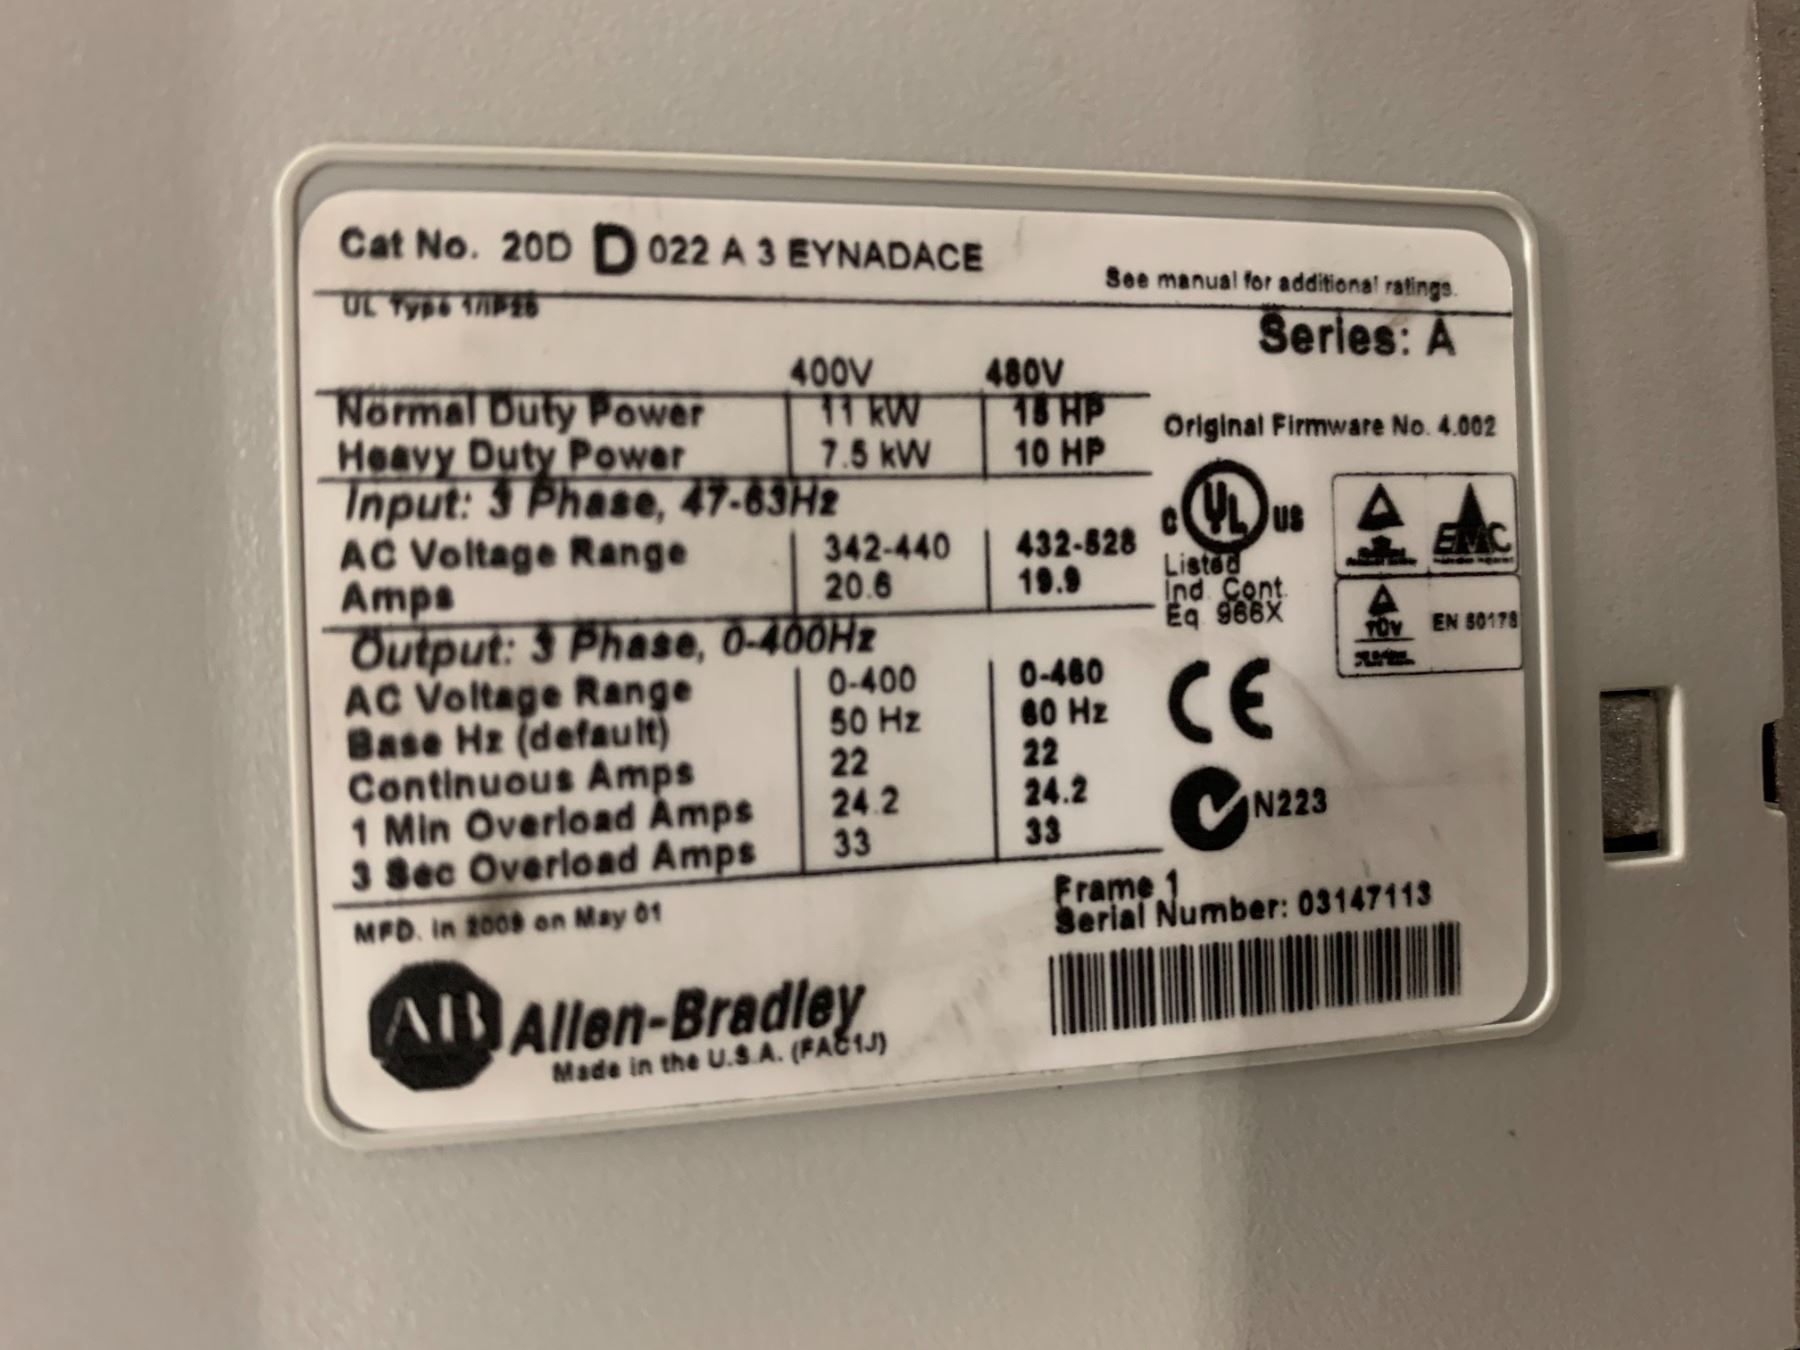 Cat No. 20D D 022 A 3 EYNADACE
See manual for additional ratings.
UL Type 1/IP20
Series: A
400V 480V
Normal Duty Power 11 kW 15 HP
Heavy Duty Power 7.5 kW 10 HP
Original Firmware No. 4.002
Input: 3 Phase, 47-63Hz
AC Voltage Range 342-440 432-528
Amps 20.6 19.9
C UL US
Listed
Ind. Cont.
Eq. 966X
EMC
TÜV EN 50178
Output: 3 Phase, 0-400Hz
AC Voltage Range 0-400 0-460
Base Hz (default) 50 Hz 60 Hz
Continuous Amps 22 22
1 Min Overload Amps 24.2 24.2
3 Sec Overload Amps 33 33
CE
N223
MFD. in 2009 on May 01
Frame 1
Serial Number: 03147113
AB Allen-Bradley
Made in the U.S.A. (FAC1J)